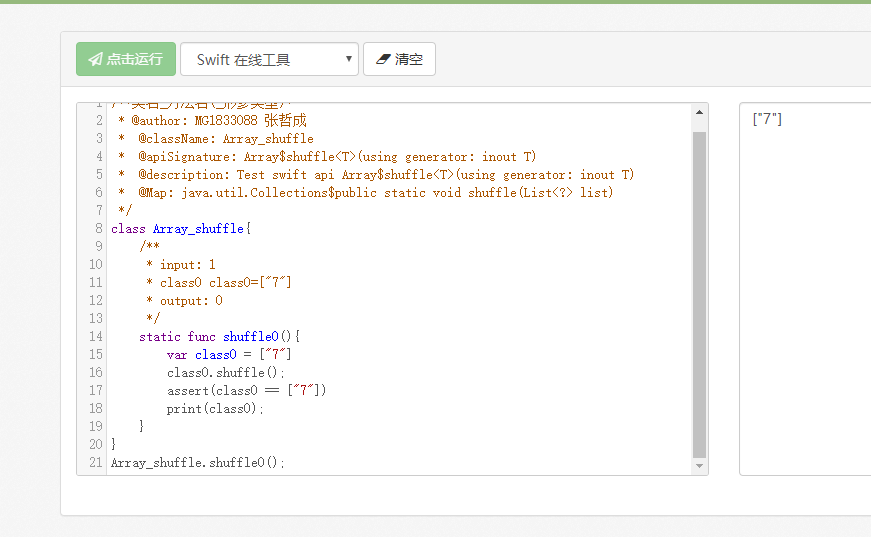 点击运行 Swift 在线工具 清空
1
2 * @author: MG1833088 张哲成
3 * @className: Array_shuffle
4 * @apiSignature: Array$shuffle<T>(using generator: inout T)
5 * @description: Test swift api Array$shuffle<T>(using generator: inout T)
6 * @Map: java.util.Collections$public static void shuffle(List<?> list)
7 */
8 class Array_shuffle{
9 /**
10 * input: 1
11 * class0 class0=["7"]
12 * output: 0
13 */
14 static func shuffle0(){
15 var class0 = ["7"]
16 class0.shuffle();
17 assert(class0 == ["7"])
18 print(class0);
19 }
20 }
21 Array_shuffle.shuffle0();
["7"]